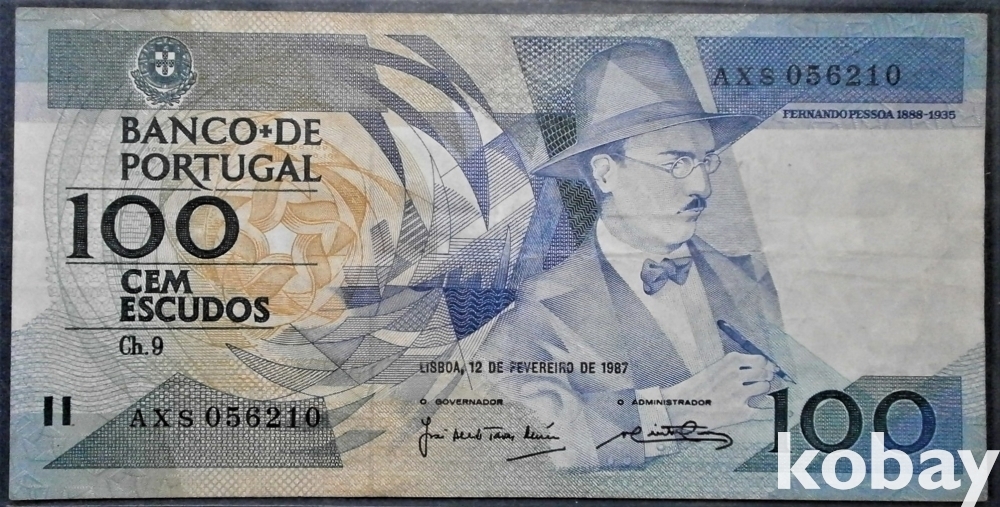 AXS 056210
FERNANDO PESSOA 1888-1935
BANCO+DE
PORTUGAL
100
CEM
ESCUDOS
Ch.9
LISBOA, 12 DE FEVEREIRO DE 1987
O GOVERNADOR
O ADMINISTRADOR
AXS 056210
100
kobay